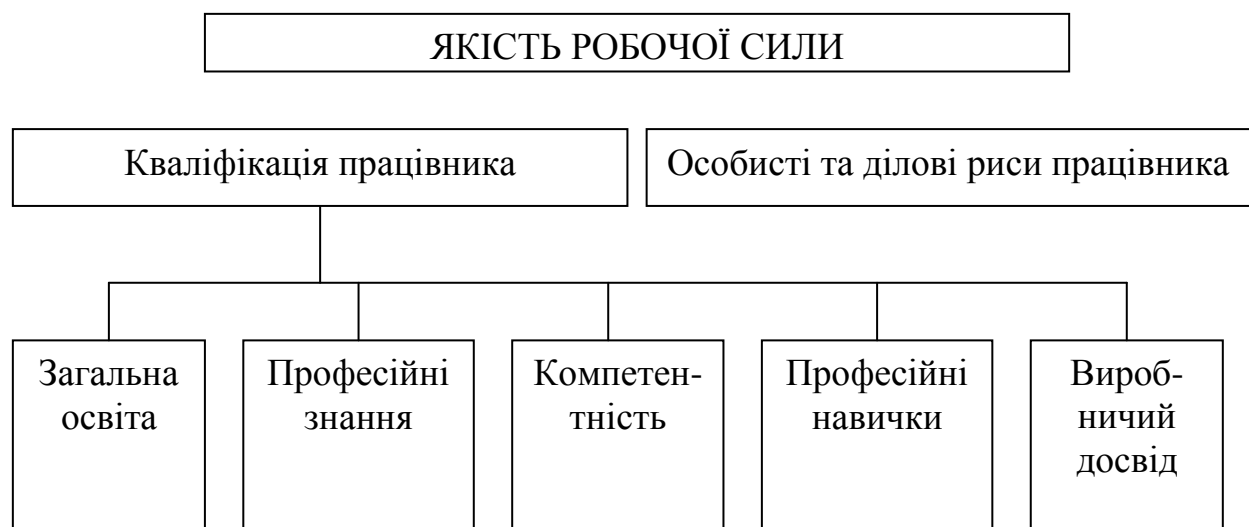 ЯКІСТЬ РОБОЧОЇ СИЛИ
Кваліфікація працівника
Особисті та ділові риси працівника
Загальна
освіта
Професійні
знання
Компетен-
тність
Професійні
навички
Вироб-
ничий
досвід